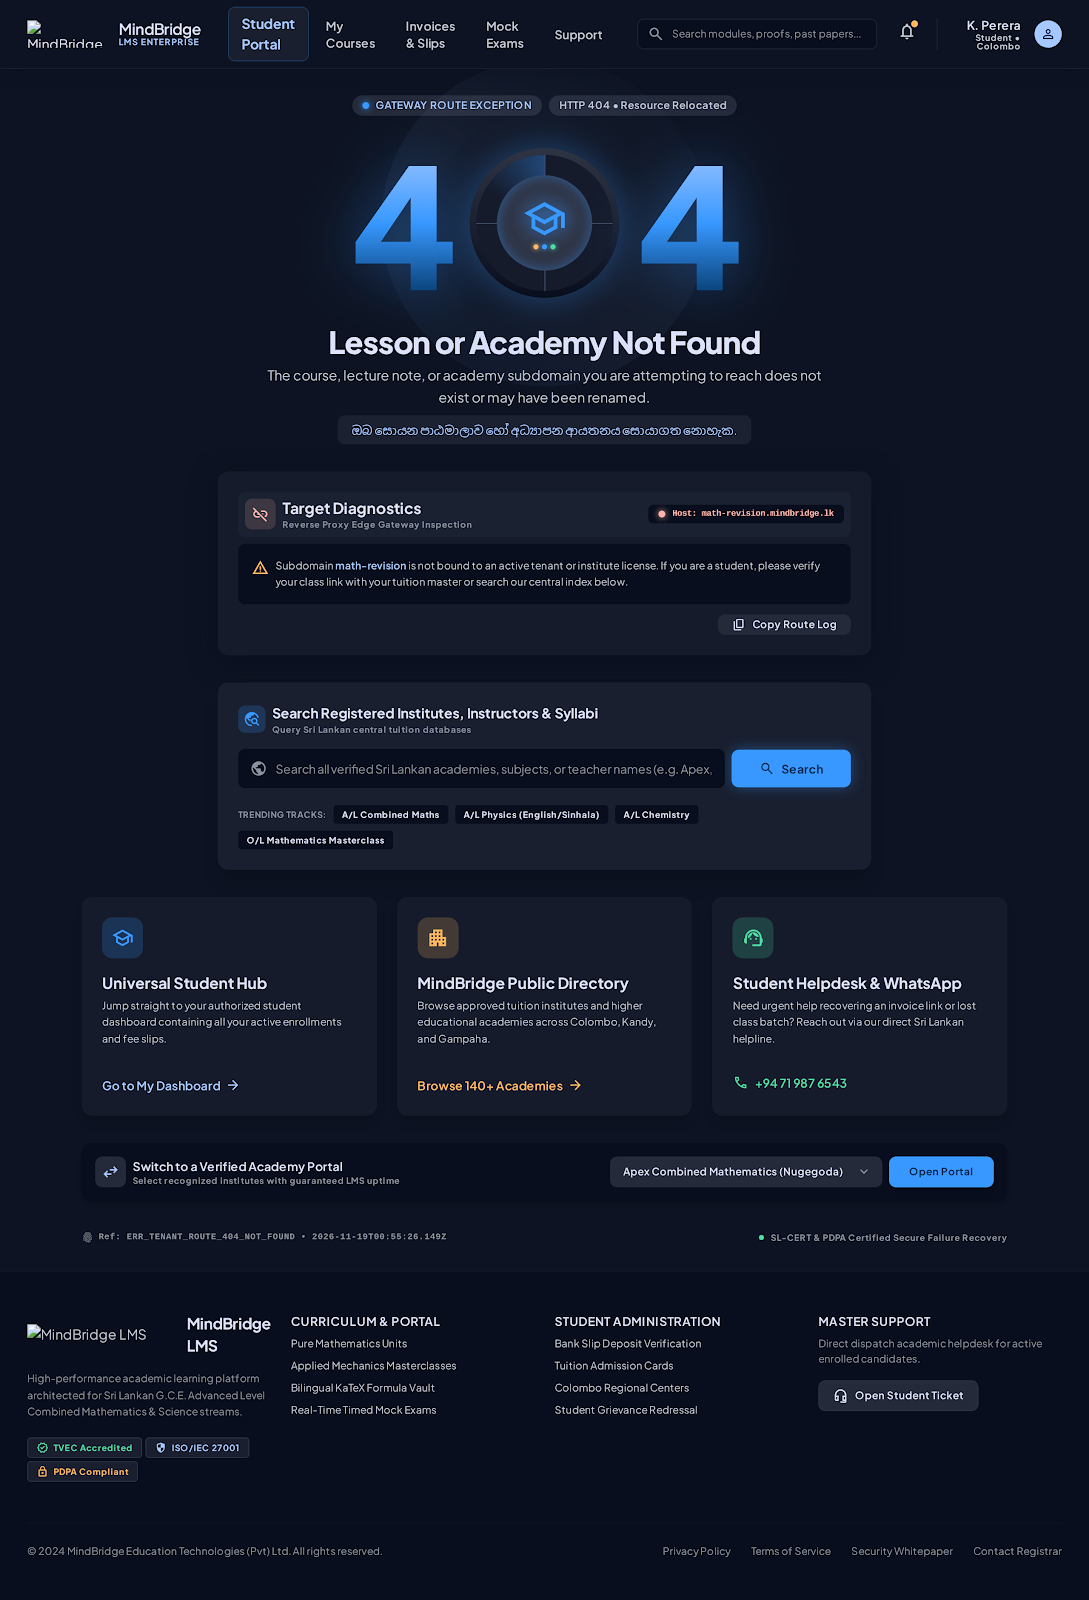 MindBridge
MindBridge
LMS ENTERPRISE
Student
Portal
My
Courses
Invoices
& Slips
Mock
Exams
Support
Search modules, proofs, past papers...
K. Perera
Student •
Colombo
GATEWAY ROUTE EXCEPTION
HTTP 404 • Resource Relocated
4 4
Lesson or Academy Not Found
The course, lecture note, or academy subdomain you are attempting to reach does not
exist or may have been renamed.
ඔබ සොයන පාඨමාලාව හෝ අධ්‍යාපන ආයතනය සොයාගත නොහැක.
Target Diagnostics
Reverse Proxy Edge Gateway Inspection
Host: math-revision.mindbridge.lk
Subdomain math-revision is not bound to an active tenant or institute license. If you are a student, please verify
your class link with your tuition master or search our central index below.
Copy Route Log
Search Registered Institutes, Instructors & Syllabi
Query Sri Lankan central tuition databases
Search all verified Sri Lankan academies, subjects, or teacher names (e.g. Apex,
Search
TRENDING TRACKS:
A/L Combined Maths
A/L Physics (English/Sinhala)
A/L Chemistry
O/L Mathematics Masterclass
Universal Student Hub
Jump straight to your authorized student
dashboard containing all your active enrollments
and fee slips.
Go to My Dashboard →
MindBridge Public Directory
Browse approved tuition institutes and higher
educational academies across Colombo, Kandy,
and Gampaha.
Browse 140+ Academies →
Student Helpdesk & WhatsApp
Need urgent help recovering an invoice link or lost
class batch? Reach out via our direct Sri Lankan
helpline.
+94 71 987 6543
Switch to a Verified Academy Portal
Select recognized institutes with guaranteed LMS uptime
Apex Combined Mathematics (Nugegoda)
Open Portal
Ref: ERR_TENANT_ROUTE_404_NOT_FOUND • 2026-11-19T00:55:26.149Z
SL-CERT & PDPA Certified Secure Failure Recovery
MindBridge LMS
MindBridge
LMS
High-performance academic learning platform
architected for Sri Lankan G.C.E. Advanced Level
Combined Mathematics & Science streams.
TVEC Accredited
ISO/IEC 27001
PDPA Compliant
CURRICULUM & PORTAL
Pure Mathematics Units
Applied Mechanics Masterclasses
Bilingual KaTeX Formula Vault
Real-Time Timed Mock Exams
STUDENT ADMINISTRATION
Bank Slip Deposit Verification
Tuition Admission Cards
Colombo Regional Centers
Student Grievance Redressal
MASTER SUPPORT
Direct dispatch academic helpdesk for active
enrolled candidates.
Open Student Ticket
© 2024 MindBridge Education Technologies (Pvt) Ltd. All rights reserved.
Privacy Policy
Terms of Service
Security Whitepaper
Contact Registrar